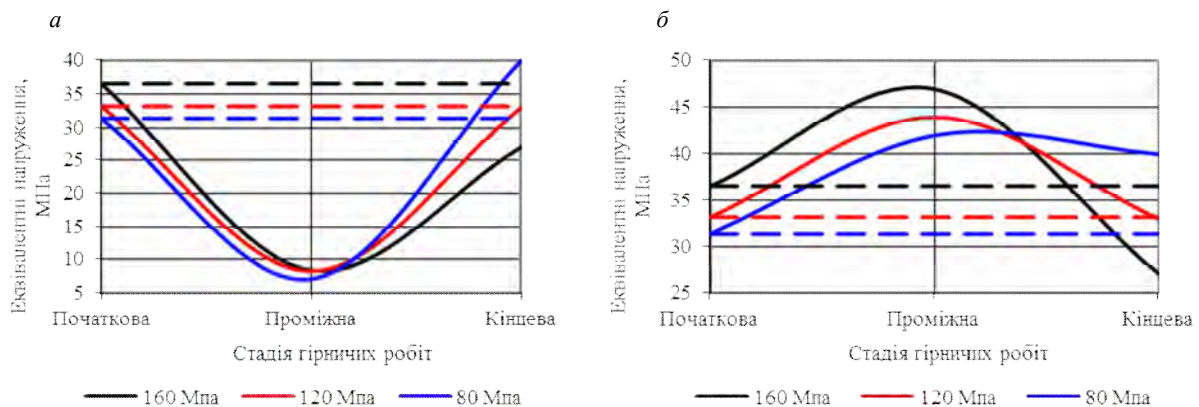 а
Еквівалентні напруження,
МПа
40
35
30
25
20
15
10
5
Початкова Проміжна Кінцева
Стадія гірничих робіт
160 Мпа 120 Мпа 80 Мпа
б
Еквівалентні напруження,
МПа
50
45
40
35
30
25
Початкова Проміжна Кінцева
Стадія гірничих робіт
160 Мпа 120 Мпа 80 Мпа